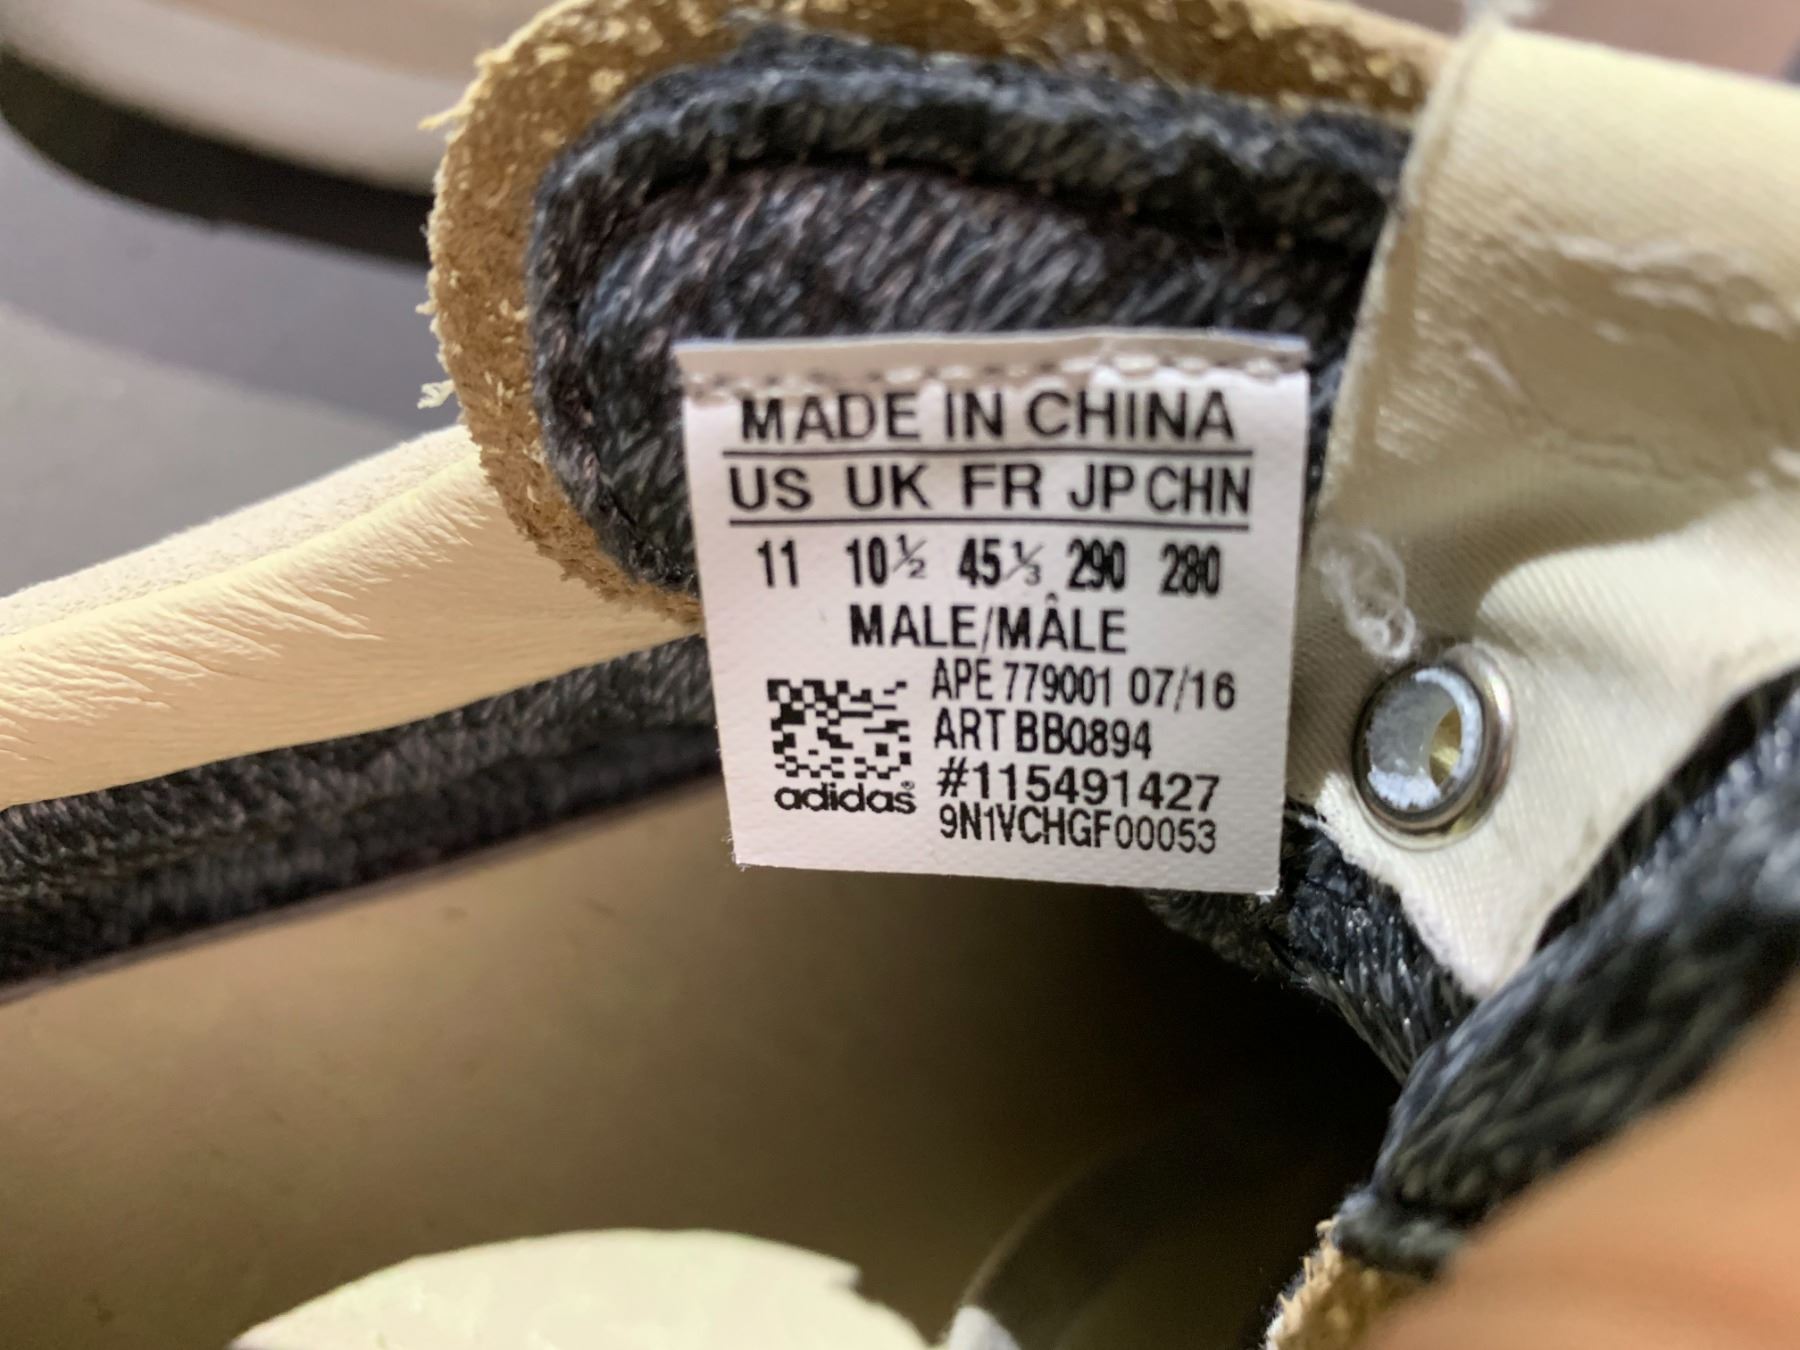 MADE IN CHINA
US UK FR JP CHN
11 10½ 45⅓ 290 280
MALE/MÂLE
APE 779001 07/16
ART BB0894
#115491427
adidas®
9N1VCHGF00053